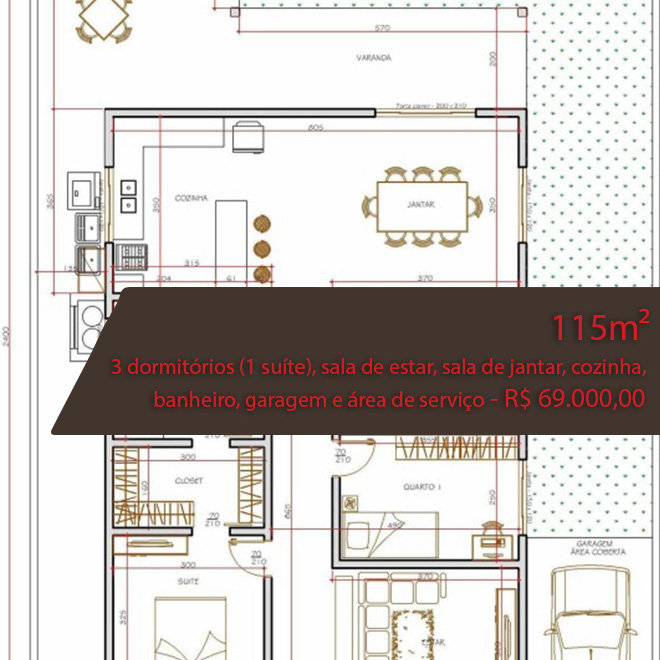 570
VARANDA
200
Porta correr - 200 x 210
805
365
COZINHA
350
JANTAR
350
315
204
61
370
2400
115m²
3 dormitórios (1 suíte), sala de estar, sala de jantar, cozinha,
banheiro, garagem e área de serviço - R$ 69.000,00
210
70
210
300
CLOSET
160
QUARTO 1
250
865
70
210
490
70
210
GARAGEM
ÁREA COBERTA
300
SUITE
370
325
ESTAR